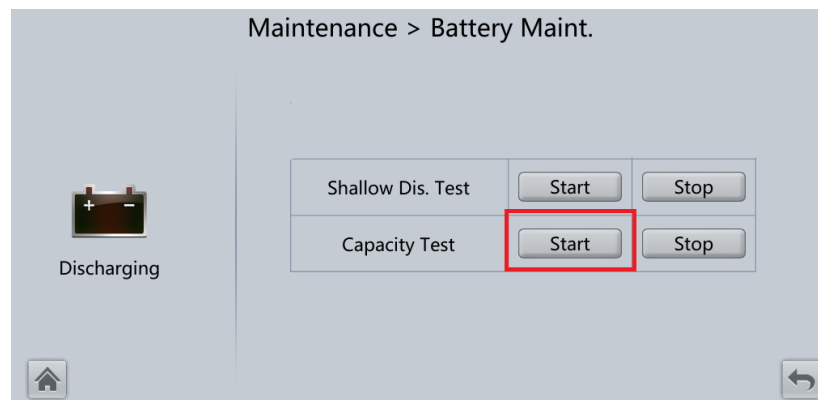 Maintenance > Battery Maint.
Shallow Dis. Test Start Stop
Capacity Test Start Stop
Discharging